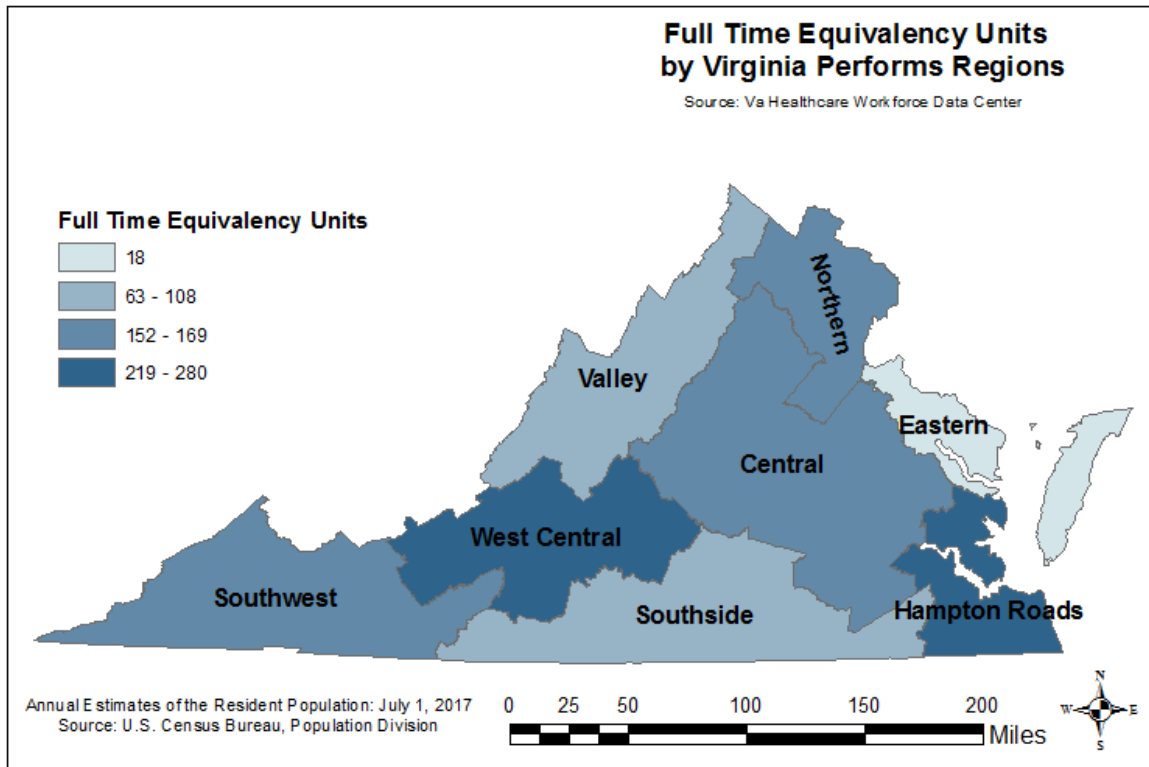 Full Time Equivalency Units
by Virginia Performs Regions
Source: Va Healthcare Workforce Data Center
Full Time Equivalency Units
18
63 - 108
152 - 169
219 - 280
Northern
Valley
Eastern
Central
West Central
Southwest
Southside
Hampton Roads
Annual Estimates of the Resident Population: July 1, 2017
Source: U.S. Census Bureau, Population Division
0 25 50 100 150 200
Miles
N
W E
S